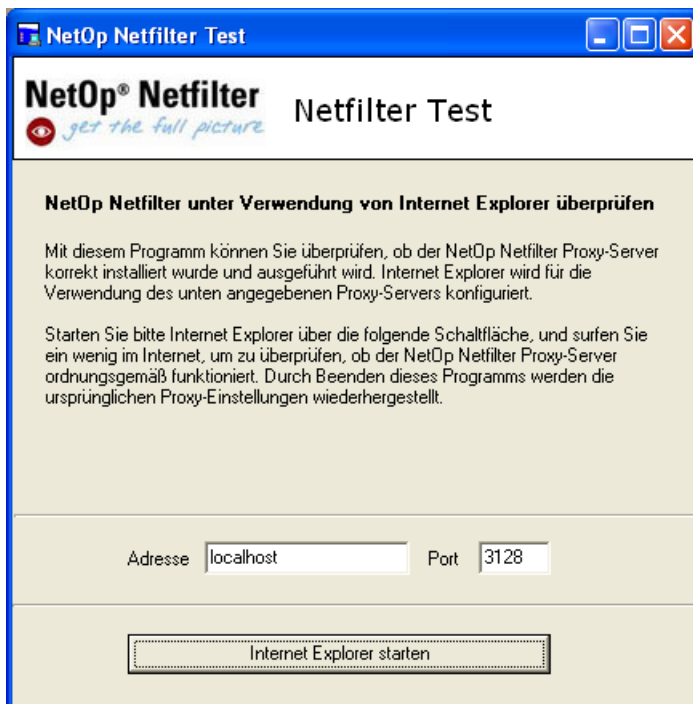 NetOp Netfilter Test
NetOp® Netfilter
get the full picture
Netfilter Test
NetOp Netfilter unter Verwendung von Internet Explorer überprüfen
Mit diesem Programm können Sie überprüfen, ob der NetOp Netfilter Proxy-Server
korrekt installiert wurde und ausgeführt wird. Internet Explorer wird für die
Verwendung des unten angegebenen Proxy-Servers konfiguriert.
Starten Sie bitte Internet Explorer über die folgende Schaltfläche, und surfen Sie
ein wenig im Internet, um zu überprüfen, ob der NetOp Netfilter Proxy-Server
ordnungsgemäß funktioniert. Durch Beenden dieses Programms werden die
ursprünglichen Proxy-Einstellungen wiederhergestellt.
Adresse localhost Port 3128
Internet Explorer starten